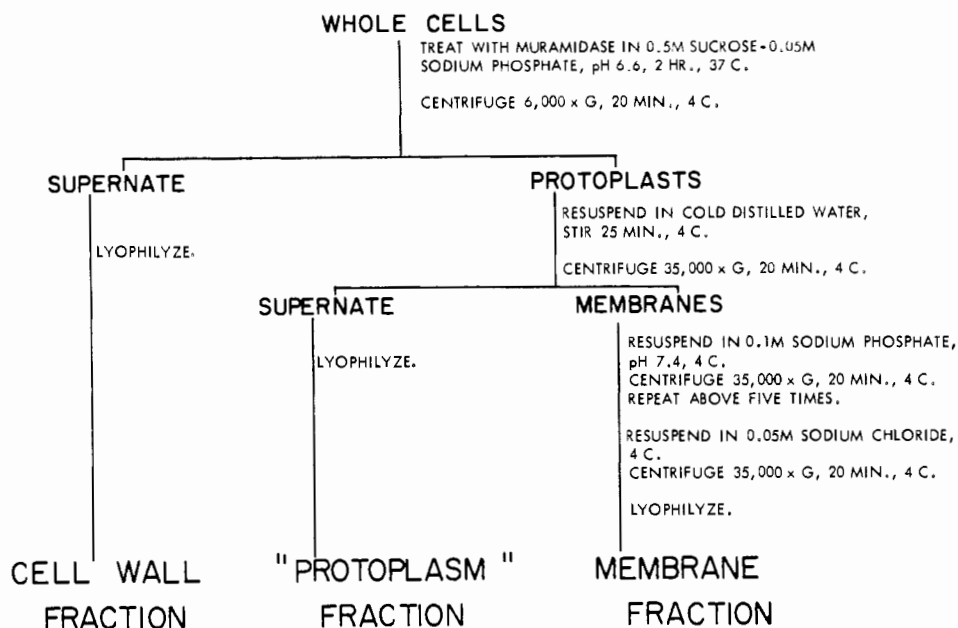 WHOLE CELLS
TREAT WITH MURAMIDASE IN 0.5M SUCROSE-0.05M
SODIUM PHOSPHATE, pH 6.6, 2 HR., 37 C.
CENTRIFUGE 6,000 x G, 20 MIN., 4 C.
SUPERNATE
LYOPHILYZE.
PROTOPLASTS
RESUSPEND IN COLD DISTILLED WATER,
STIR 25 MIN., 4 C.
CENTRIFUGE 35,000 x G, 20 MIN., 4 C.
SUPERNATE
LYOPHILYZE.
MEMBRANES
RESUSPEND IN 0.1M SODIUM PHOSPHATE,
pH 7.4, 4 C.
CENTRIFUGE 35,000 x G, 20 MIN., 4 C.
REPEAT ABOVE FIVE TIMES.
RESUSPEND IN 0.05M SODIUM CHLORIDE,
4 C.
CENTRIFUGE 35,000 x G, 20 MIN., 4 C.
LYOPHILYZE.
CELL WALL
FRACTION
"PROTOPLASM"
FRACTION
MEMBRANE
FRACTION